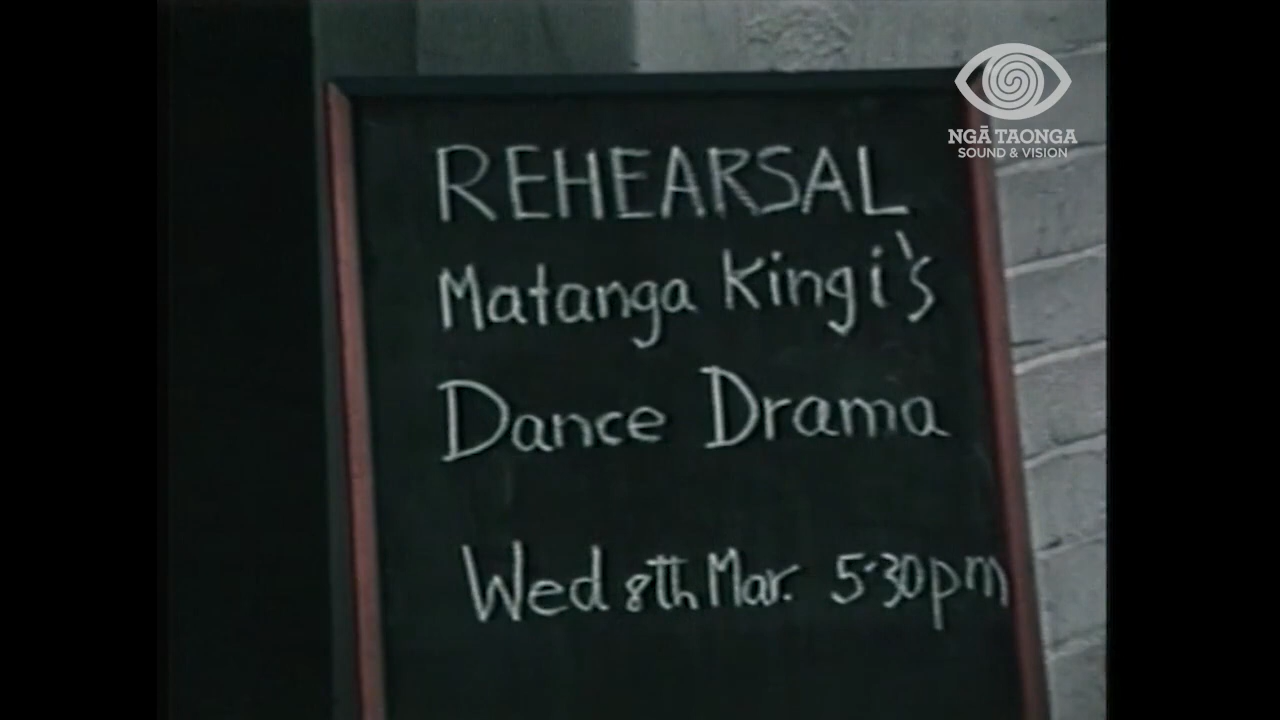 NGĀ TAONGA
SOUND & VISION
REHEARSAL
Matanga Kingi's
Dance Drama
Wed 8th Mar. 5.30pm